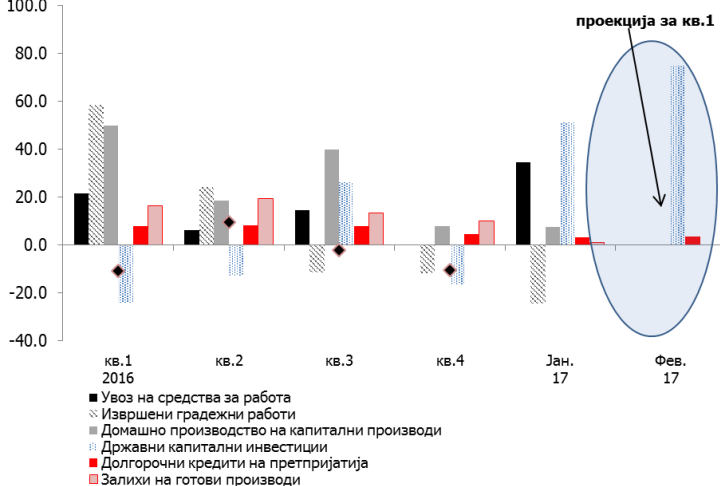 100.0
80.0
60.0
40.0
20.0
0.0
-20.0
-40.0
проекција за кв.1
кв.1 кв.2 кв.3 кв.4 Јан. Фев.
2016 17 17
Увоз на средства за работа
Извршени градежни работи
Домашно производство на капитални производи
Државни капитални инвестиции
Долгорочни кредити на претпријатија
Залихи на готови производи